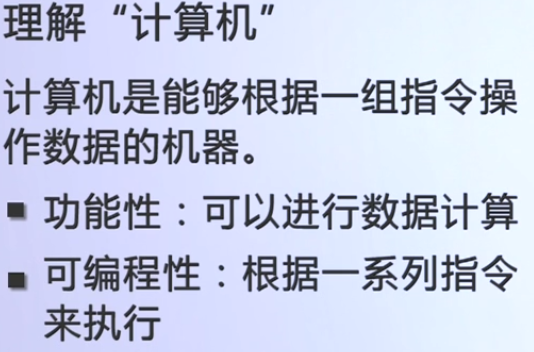 理解“计算机”
计算机是能够根据一组指令操
作数据的机器。
■ 功能性：可以进行数据计算
■ 可编程性：根据一系列指令
来执行